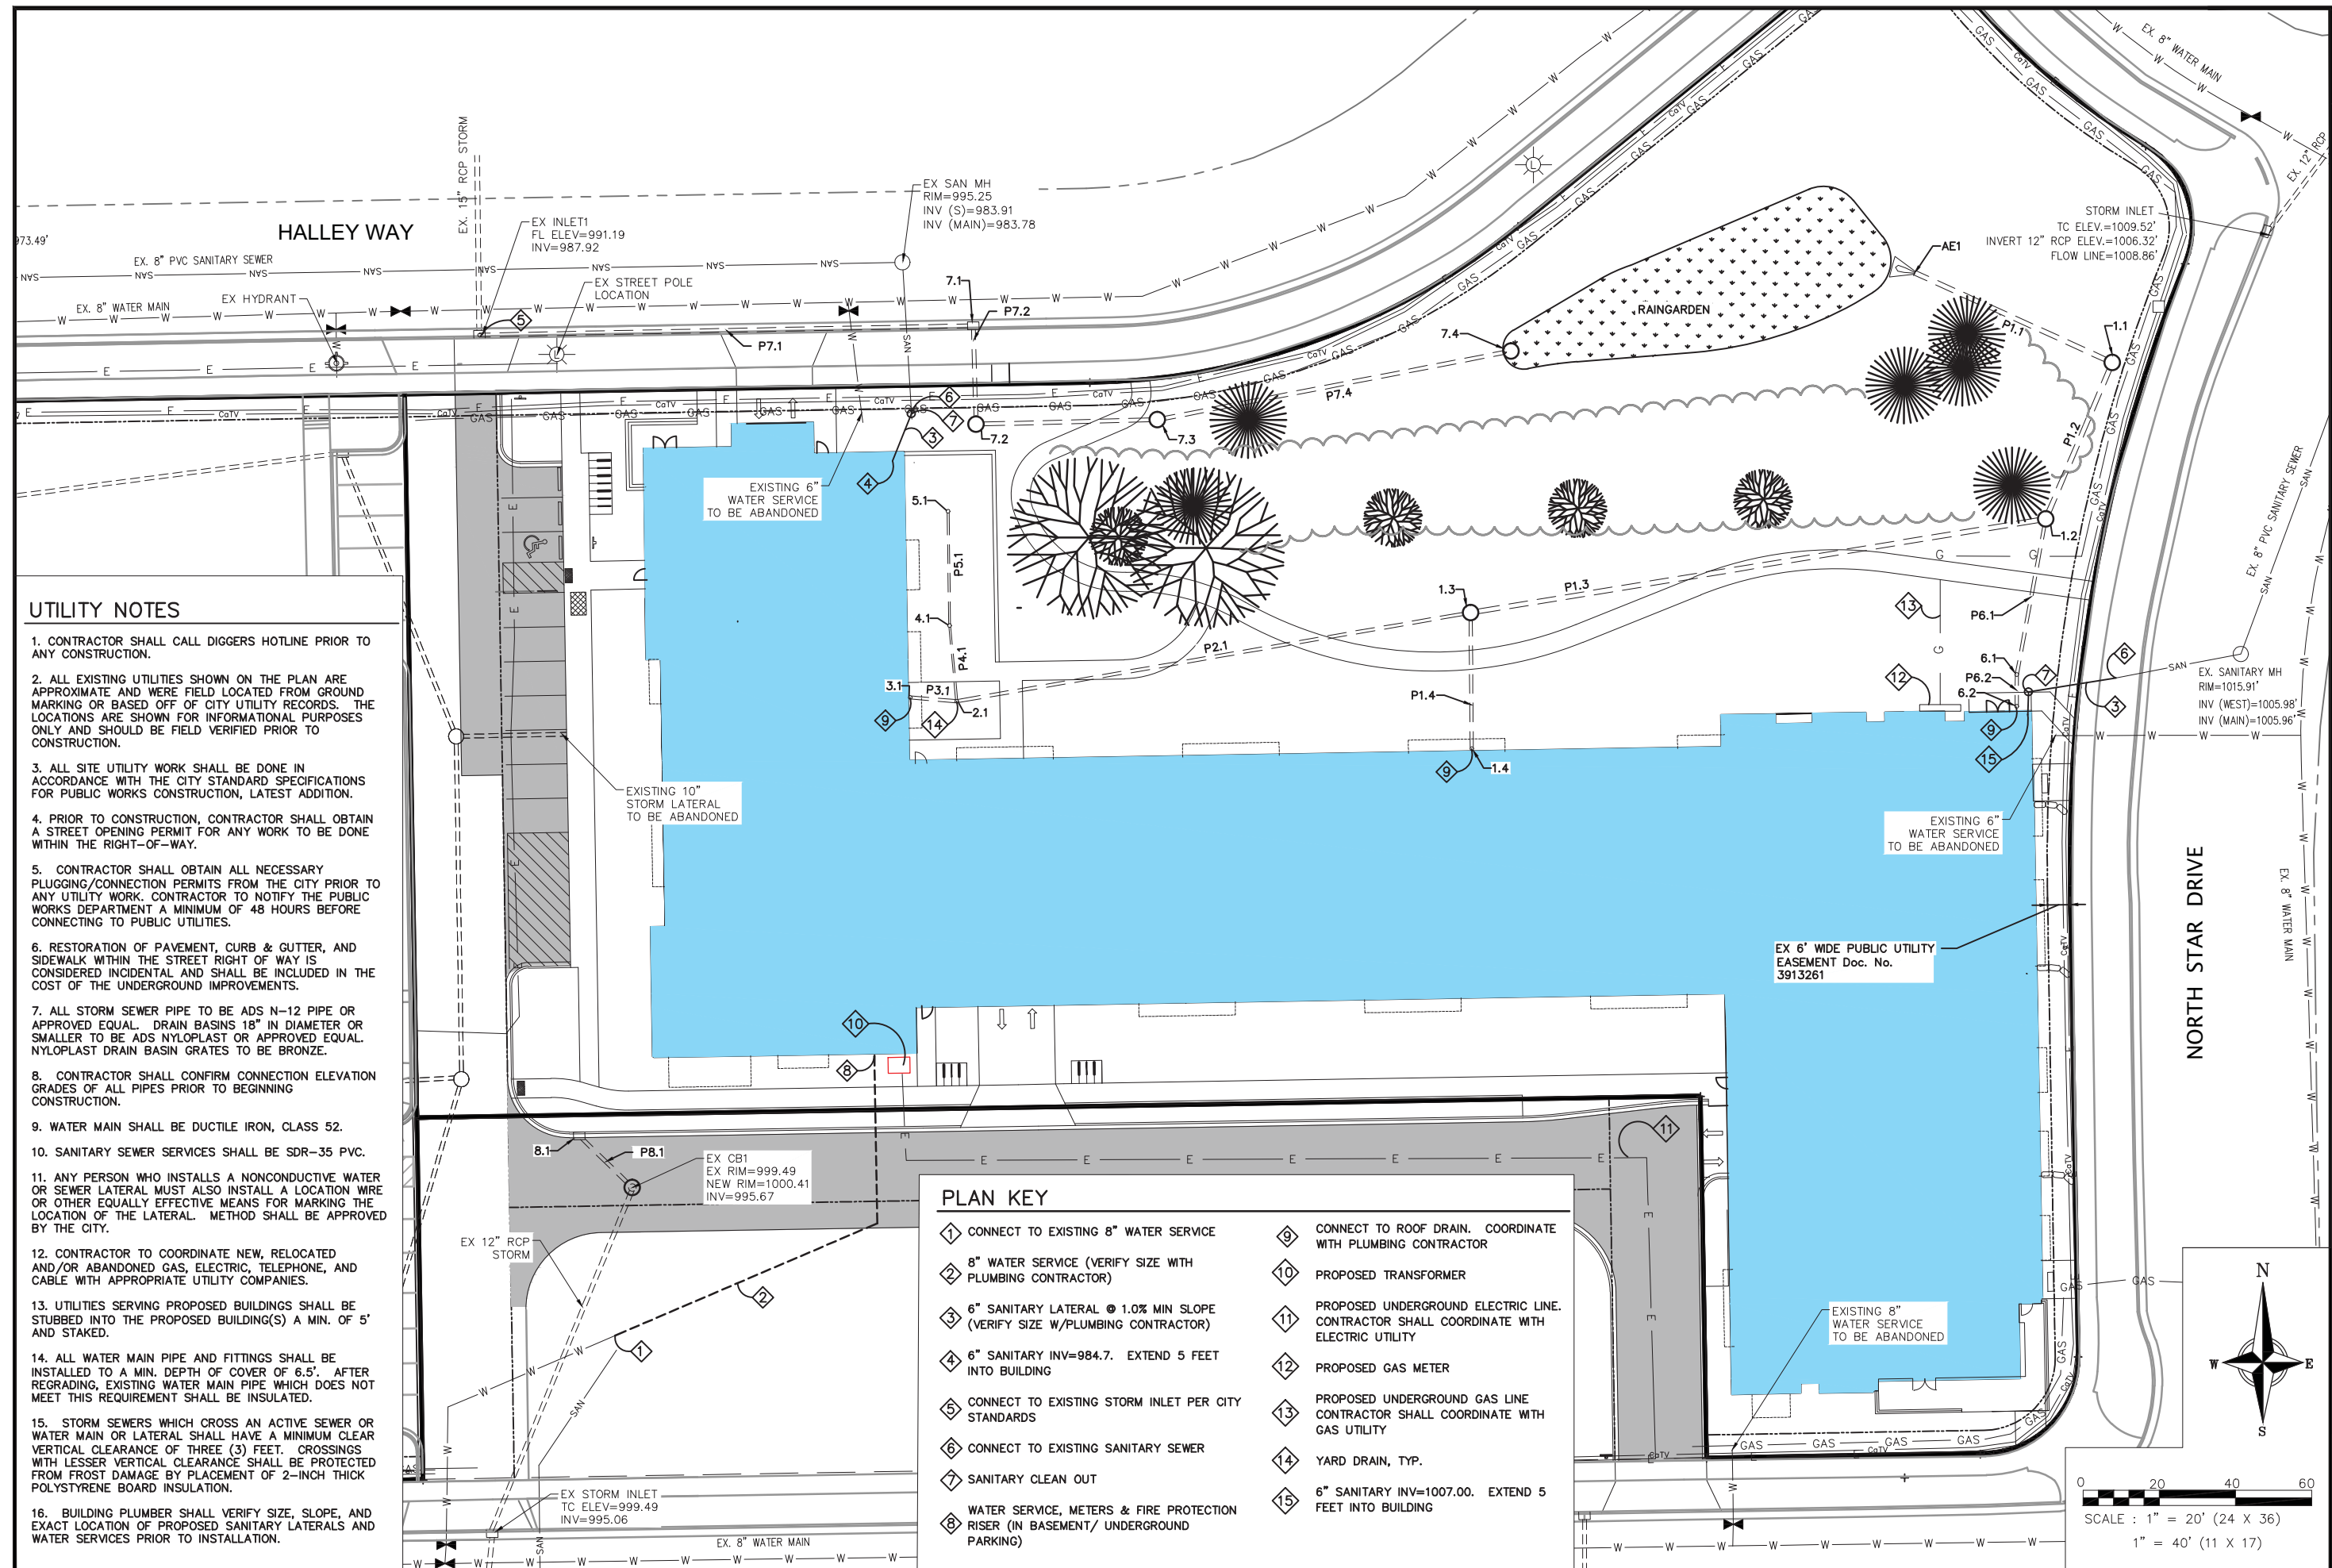 EX. 8" WATER MAIN
EX. 15" RCP STORM
EX SAN MH
RIM=995.25
INV (S)=983.91
INV (MAIN)=983.78
EX. 12" RCP
STORM INLET
TC ELEV.=1009.52'
INVERT 12" RCP ELEV.=1006.32'
FLOW LINE=1008.86'
HALLEY WAY
973.49'
EX INLET1
FL ELEV=991.19
INV=987.92
EX. 8" PVC SANITARY SEWER
EX STREET POLE
LOCATION
EX HYDRANT
EX. 8" WATER MAIN
AE1
RAINGARDEN
7.1
P7.2
P7.1
7.4
P1.1
1.1
P7.4
7.2
7.3
P1.2
EXISTING 6"
WATER SERVICE
TO BE ABANDONED
5.1
P5.1
4.1
P4.1
3.1
P3.1
2.1
P2.1
1.3
P1.3
1.2
P1.4
1.4
P6.1
6.1
P6.2
6.2
EX. 8" PVC SANITARY SEWER
EX. SANITARY MH
RIM=1015.91'
INV (WEST)=1005.98'
INV (MAIN)=1005.96'
EXISTING 10"
STORM LATERAL
TO BE ABANDONED
EXISTING 6"
WATER SERVICE
TO BE ABANDONED
EX 6' WIDE PUBLIC UTILITY
EASEMENT Doc. No.
3913261
NORTH STAR DRIVE
EX. 8" WATER MAIN
8.1
P8.1
EX CB1
EX RIM=999.49
NEW RIM=1000.41
INV=995.67
EX 12" RCP
STORM
EXISTING 8"
WATER SERVICE
TO BE ABANDONED
EX STORM INLET
TC ELEV=999.49
INV=995.06
EX. 8" WATER MAIN
UTILITY NOTES
1. CONTRACTOR SHALL CALL DIGGERS HOTLINE PRIOR TO
ANY CONSTRUCTION.
2. ALL EXISTING UTILITIES SHOWN ON THE PLAN ARE
APPROXIMATE AND WERE FIELD LOCATED FROM GROUND
MARKING OR BASED OFF OF CITY UTILITY RECORDS. THE
LOCATIONS ARE SHOWN FOR INFORMATIONAL PURPOSES
ONLY AND SHOULD BE FIELD VERIFIED PRIOR TO
CONSTRUCTION.
3. ALL SITE UTILITY WORK SHALL BE DONE IN
ACCORDANCE WITH THE CITY STANDARD SPECIFICATIONS
FOR PUBLIC WORKS CONSTRUCTION, LATEST ADDITION.
4. PRIOR TO CONSTRUCTION, CONTRACTOR SHALL OBTAIN
A STREET OPENING PERMIT FOR ANY WORK TO BE DONE
WITHIN THE RIGHT-OF-WAY.
5. CONTRACTOR SHALL OBTAIN ALL NECESSARY
PLUGGING/CONNECTION PERMITS FROM THE CITY PRIOR TO
ANY UTILITY WORK. CONTRACTOR TO NOTIFY THE PUBLIC
WORKS DEPARTMENT A MINIMUM OF 48 HOURS BEFORE
CONNECTING TO PUBLIC UTILITIES.
6. RESTORATION OF PAVEMENT, CURB & GUTTER, AND
SIDEWALK WITHIN THE STREET RIGHT OF WAY IS
CONSIDERED INCIDENTAL AND SHALL BE INCLUDED IN THE
COST OF THE UNDERGROUND IMPROVEMENTS.
7. ALL STORM SEWER PIPE TO BE ADS N-12 PIPE OR
APPROVED EQUAL. DRAIN BASINS 18" IN DIAMETER OR
SMALLER TO BE ADS NYLOPLAST OR APPROVED EQUAL.
NYLOPLAST DRAIN BASIN GRATES TO BE BRONZE.
8. CONTRACTOR SHALL CONFIRM CONNECTION ELEVATION
GRADES OF ALL PIPES PRIOR TO BEGINNING
CONSTRUCTION.
9. WATER MAIN SHALL BE DUCTILE IRON, CLASS 52.
10. SANITARY SEWER SERVICES SHALL BE SDR-35 PVC.
11. ANY PERSON WHO INSTALLS A NONCONDUCTIVE WATER
OR SEWER LATERAL MUST ALSO INSTALL A LOCATION WIRE
OR OTHER EQUALLY EFFECTIVE MEANS FOR MARKING THE
LOCATION OF THE LATERAL. METHOD SHALL BE APPROVED
BY THE CITY.
12. CONTRACTOR TO COORDINATE NEW, RELOCATED
AND/OR ABANDONED GAS, ELECTRIC, TELEPHONE, AND
CABLE WITH APPROPRIATE UTILITY COMPANIES.
13. UTILITIES SERVING PROPOSED BUILDINGS SHALL BE
STUBBED INTO THE PROPOSED BUILDING(S) A MIN. OF 5'
AND STAKED.
14. ALL WATER MAIN PIPE AND FITTINGS SHALL BE
INSTALLED TO A MIN. DEPTH OF COVER OF 6.5'. AFTER
REGRADING, EXISTING WATER MAIN PIPE WHICH DOES NOT
MEET THIS REQUIREMENT SHALL BE INSULATED.
15. STORM SEWERS WHICH CROSS AN ACTIVE SEWER OR
WATER MAIN OR LATERAL SHALL HAVE A MINIMUM CLEAR
VERTICAL CLEARANCE OF THREE (3) FEET. CROSSINGS
WITH LESSER VERTICAL CLEARANCE SHALL BE PROTECTED
FROM FROST DAMAGE BY PLACEMENT OF 2-INCH THICK
POLYSTYRENE BOARD INSULATION.
16. BUILDING PLUMBER SHALL VERIFY SIZE, SLOPE, AND
EXACT LOCATION OF PROPOSED SANITARY LATERALS AND
WATER SERVICES PRIOR TO INSTALLATION.
PLAN KEY
1 CONNECT TO EXISTING 8" WATER SERVICE
2 8" WATER SERVICE (VERIFY SIZE WITH
PLUMBING CONTRACTOR)
3 6" SANITARY LATERAL @ 1.0% MIN SLOPE
(VERIFY SIZE W/PLUMBING CONTRACTOR)
4 6" SANITARY INV=984.7. EXTEND 5 FEET
INTO BUILDING
5 CONNECT TO EXISTING STORM INLET PER CITY
STANDARDS
6 CONNECT TO EXISTING SANITARY SEWER
7 SANITARY CLEAN OUT
8 WATER SERVICE, METERS & FIRE PROTECTION
RISER (IN BASEMENT/ UNDERGROUND
PARKING)
9 CONNECT TO ROOF DRAIN. COORDINATE
WITH PLUMBING CONTRACTOR
10 PROPOSED TRANSFORMER
11 PROPOSED UNDERGROUND ELECTRIC LINE.
CONTRACTOR SHALL COORDINATE WITH
ELECTRIC UTILITY
12 PROPOSED GAS METER
13 PROPOSED UNDERGROUND GAS LINE
CONTRACTOR SHALL COORDINATE WITH
GAS UTILITY
14 YARD DRAIN, TYP.
15 6" SANITARY INV=1007.00. EXTEND 5
FEET INTO BUILDING
N
W E
S
0 20 40 60
SCALE : 1" = 20' (24 X 36)
1" = 40' (11 X 17)